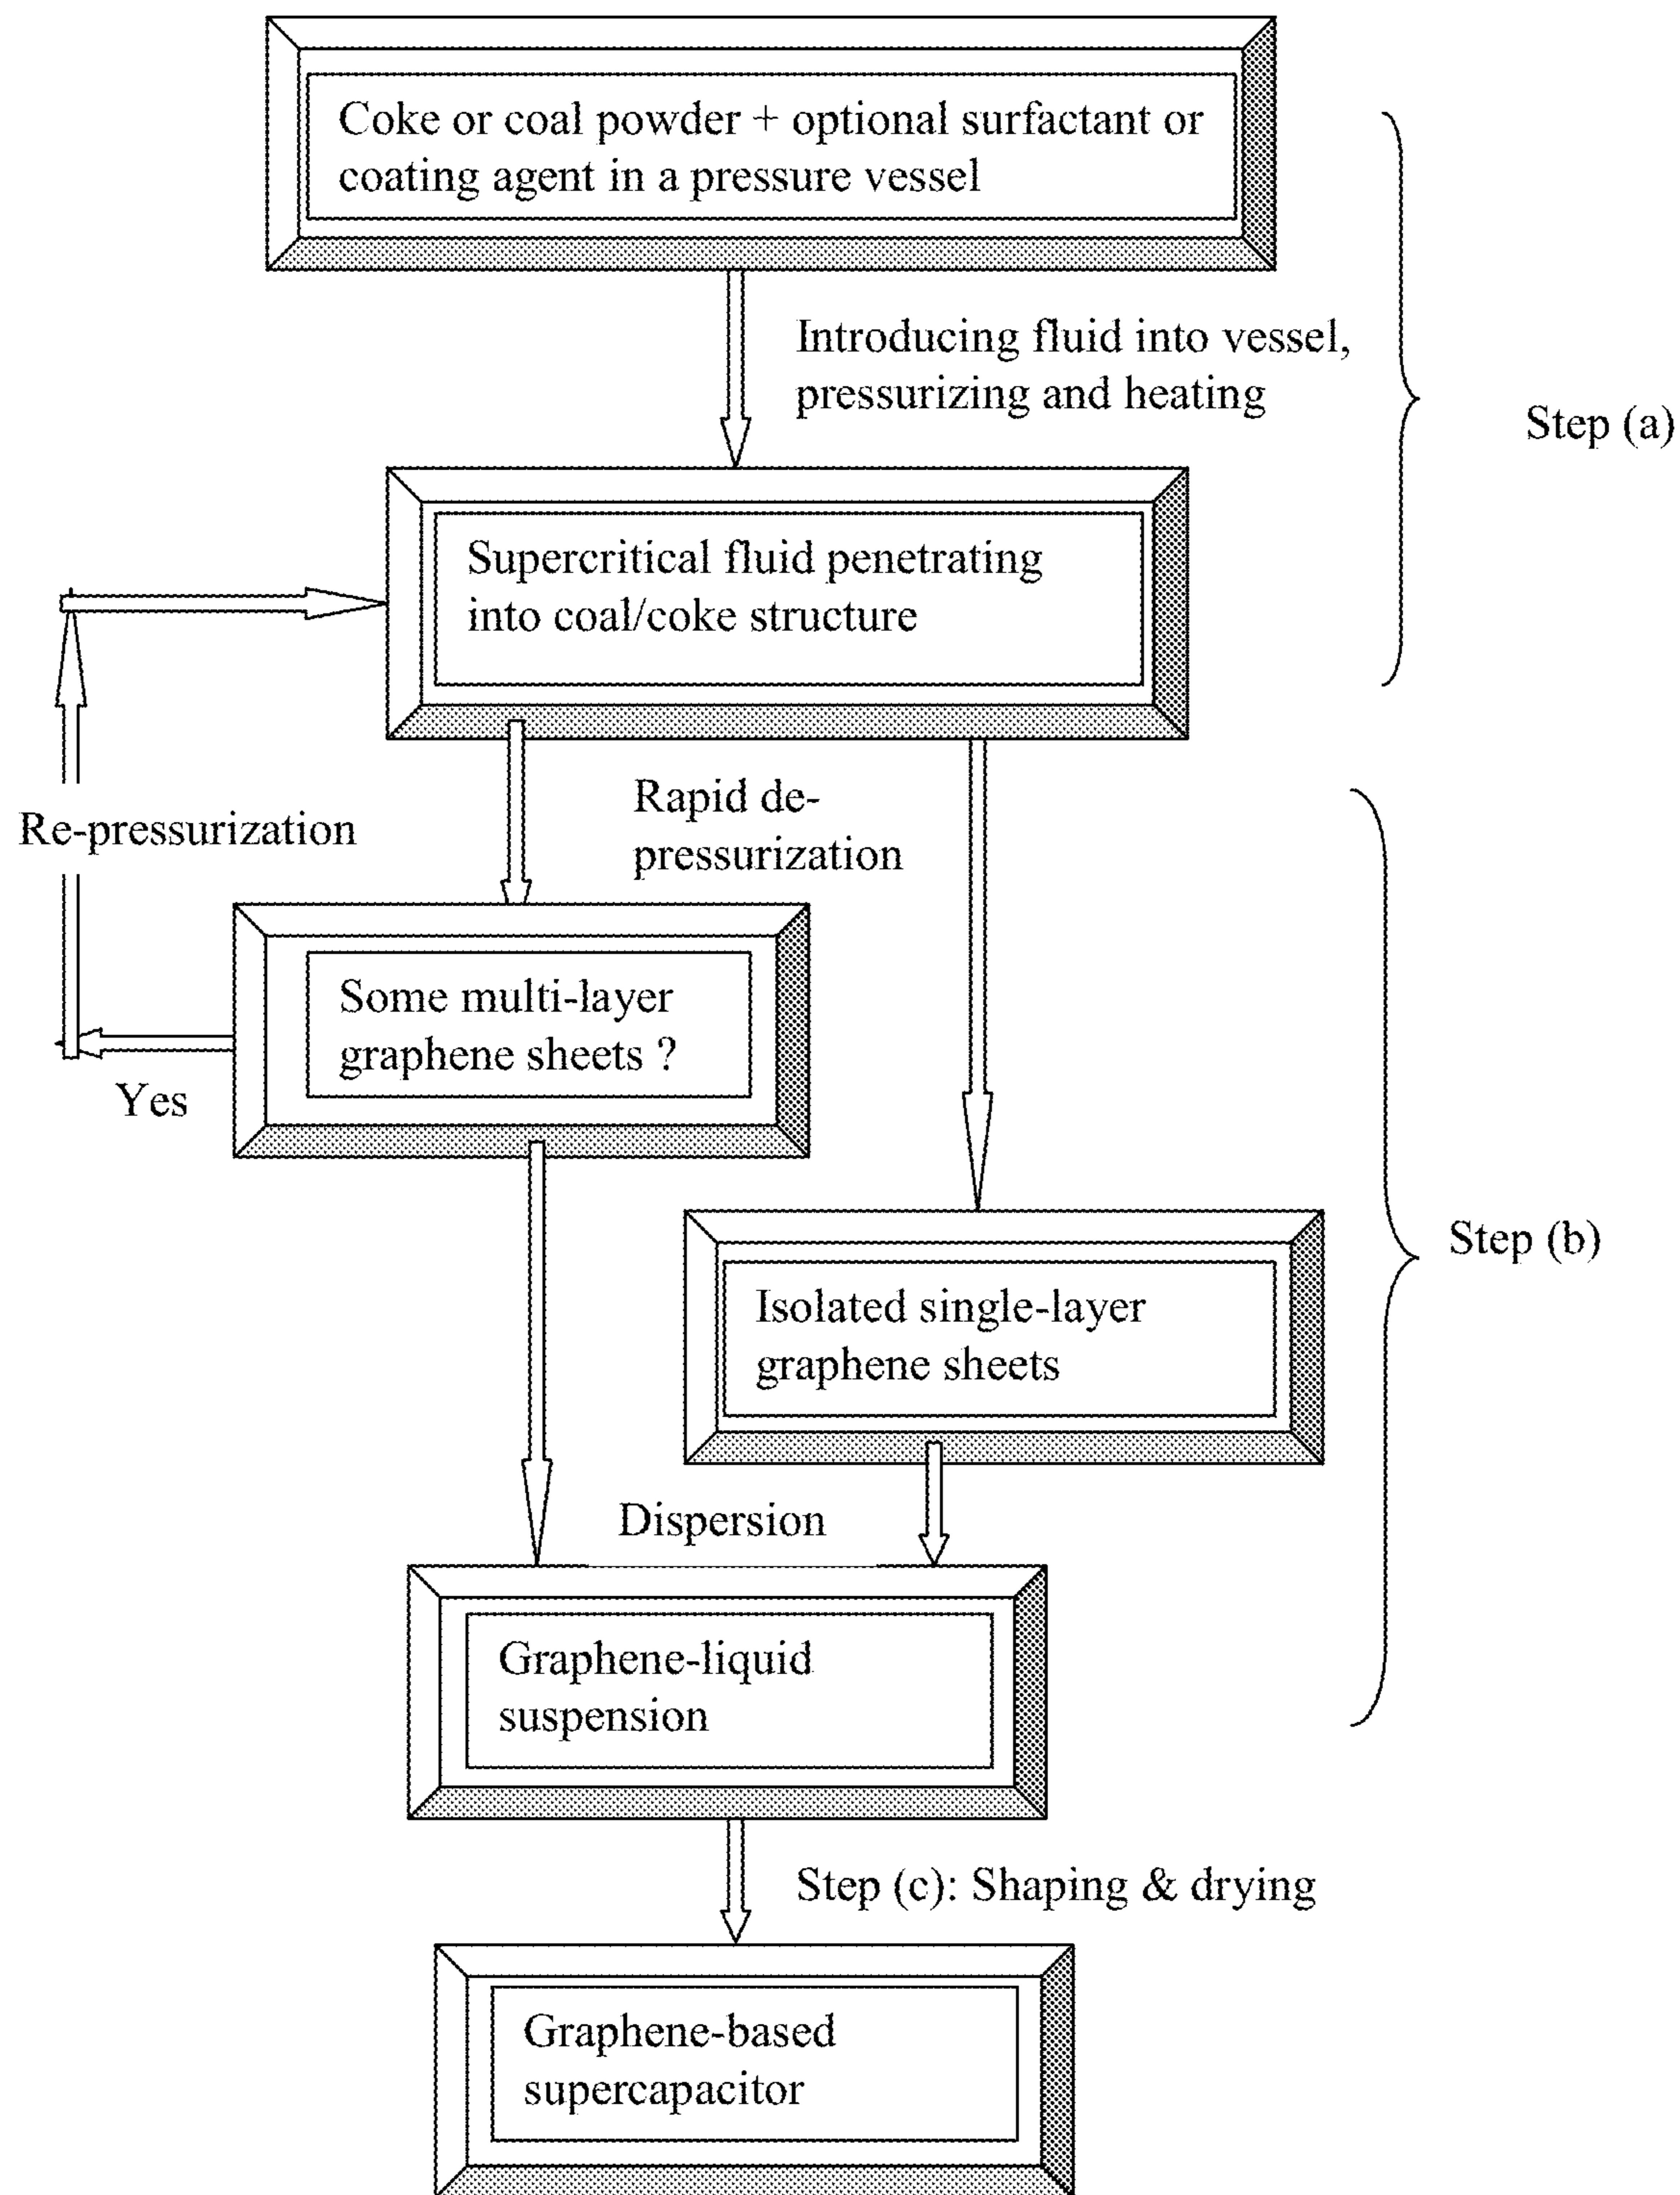 Coke or coal powder + optional surfactant or
coating agent in a pressure vessel
Introducing fluid into vessel,
pressurizing and heating
Step (a)
Supercritical fluid penetrating
into coal/coke structure
Rapid de-
pressurization
Re-pressurization
Some multi-layer
graphene sheets ?
Yes
Step (b)
Isolated single-layer
graphene sheets
Dispersion
Graphene-liquid
suspension
Step (c): Shaping & drying
Graphene-based
supercapacitor